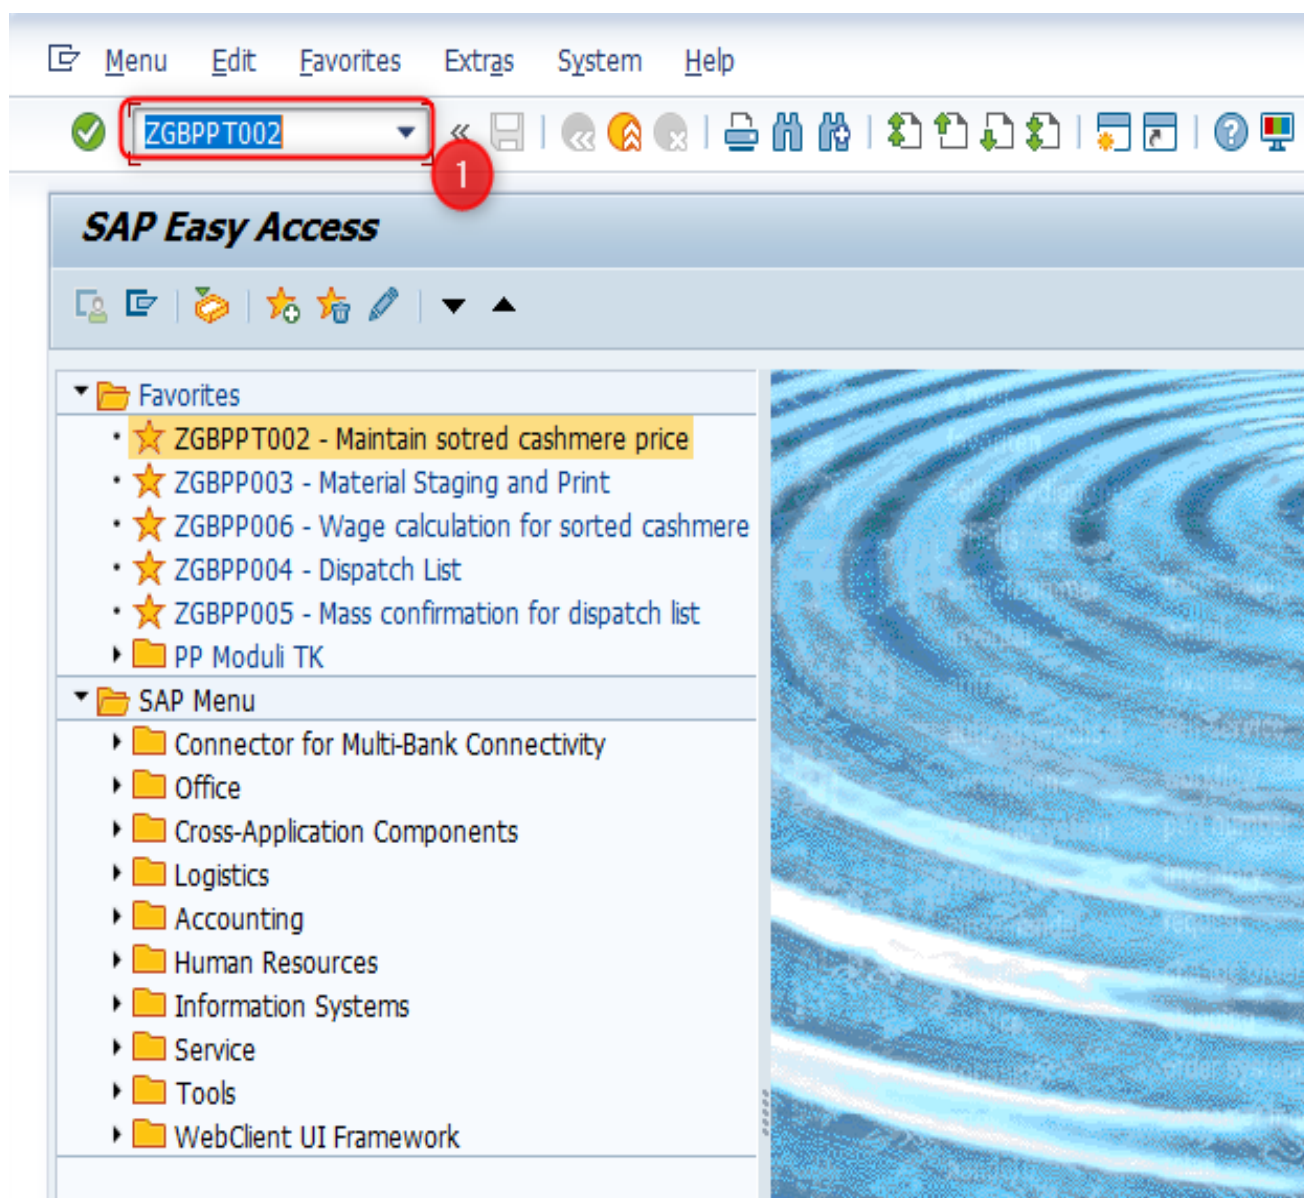 Menu Edit Favorites Extras System Help
ZGBPPT002
1
SAP Easy Access
Favorites
ZGBPPT002 - Maintain sotred cashmere price
ZGBPP003 - Material Staging and Print
ZGBPP006 - Wage calculation for sorted cashmere
ZGBPP004 - Dispatch List
ZGBPP005 - Mass confirmation for dispatch list
PP Moduli TK
SAP Menu
Connector for Multi-Bank Connectivity
Office
Cross-Application Components
Logistics
Accounting
Human Resources
Information Systems
Service
Tools
WebClient UI Framework